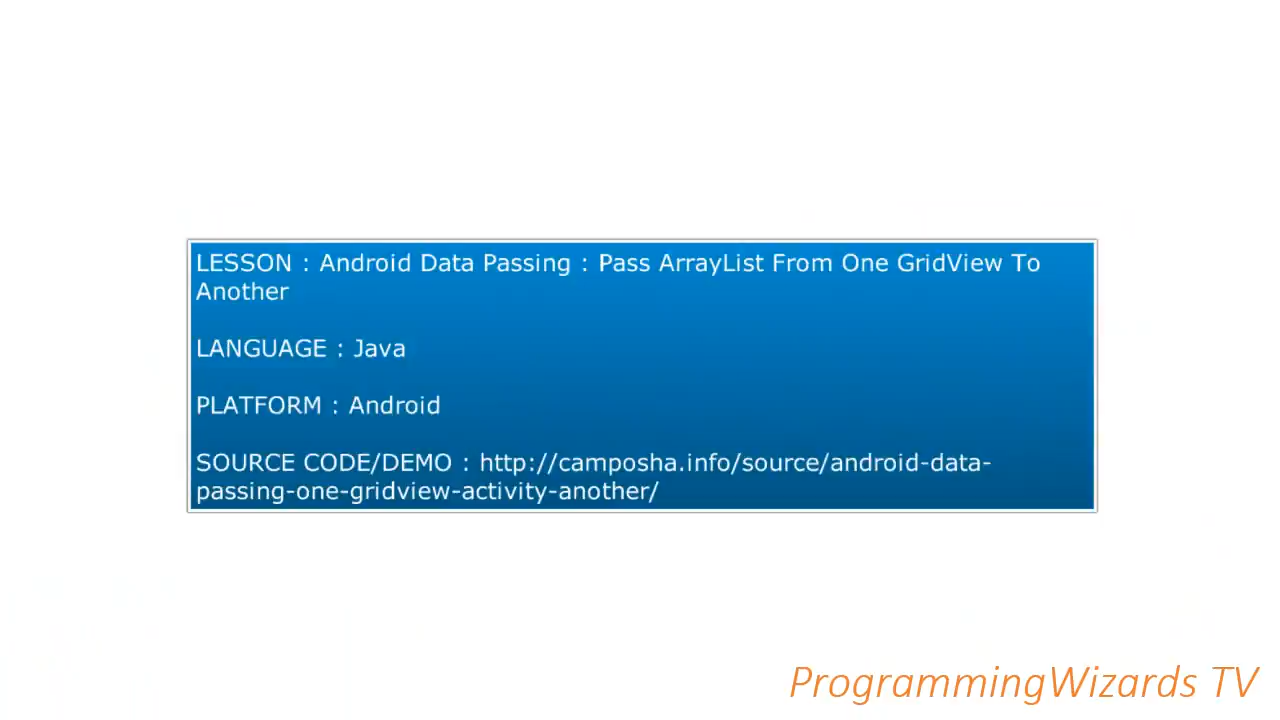 LESSON : Android Data Passing : Pass ArrayList From One GridView To
Another
LANGUAGE : Java
PLATFORM : Android
SOURCE CODE/DEMO : http://camposha.info/source/android-data-
passing-one-gridview-activity-another/
ProgrammingWizards TV